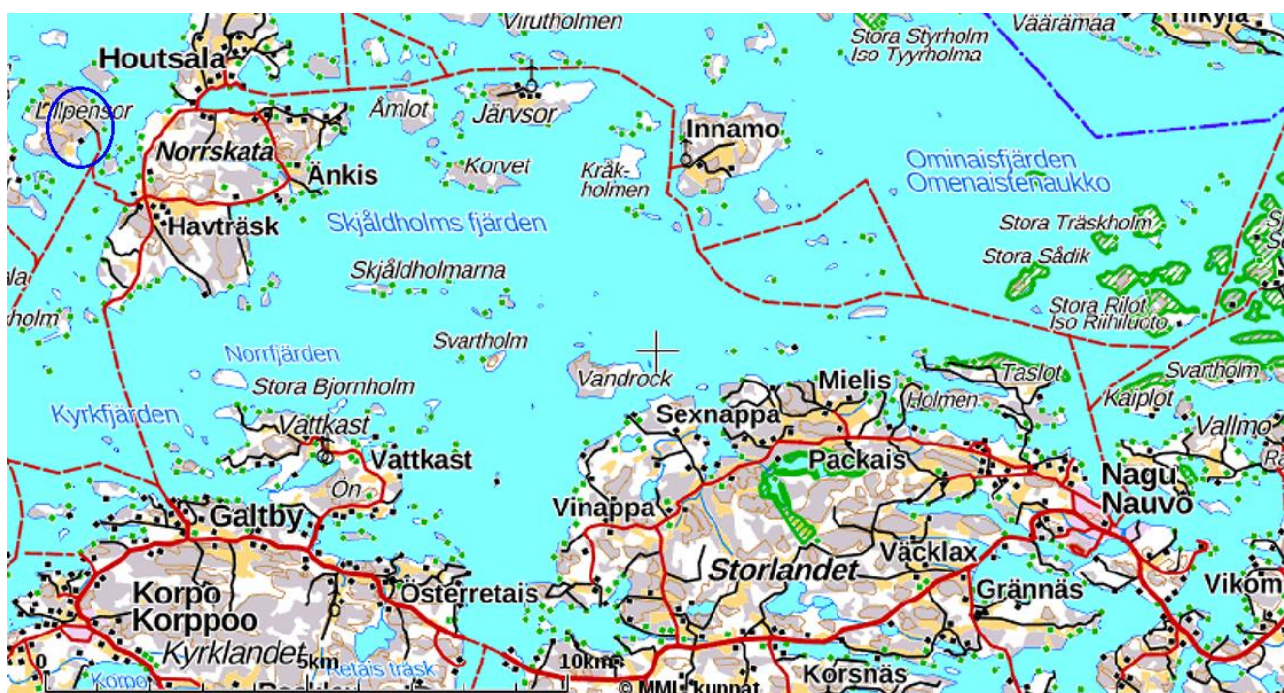 Virutholmen
Stora Styrholm
Iso Tyyrholma
Väärämaa
Houtsala
Lillpensor
Åmlot
Järvsor
Innamo
Norrskata
Korvet
Kråk-
holmen
Ominaisfjärden
Omenaistenaukko
Änkis
Havträsk
Skjåldholms fjärden
Stora Träskholm
Stora Sådik
Skjåldholmarna
Stora Rilot
Iso Riihiluoto
Svartholm
Norrfjärden
Vandrock
Taslot
Svartholm
Stora Bjornholm
Mielis
Holmen
Kaiplot
Kyrkfjärden
Sexnappa
Vallmo
Vattkast
Vattkast
Packais
Ön
Nagu
Nauvo
Galtby
Vinappa
Väcklax
Storlandet
Grännäs
Vikom
Korpo
Korppoo
Österretais
Kyrklandet
Korpo
Retais träsk
Korsnäs
0 5km 10km
© MML, kunnat